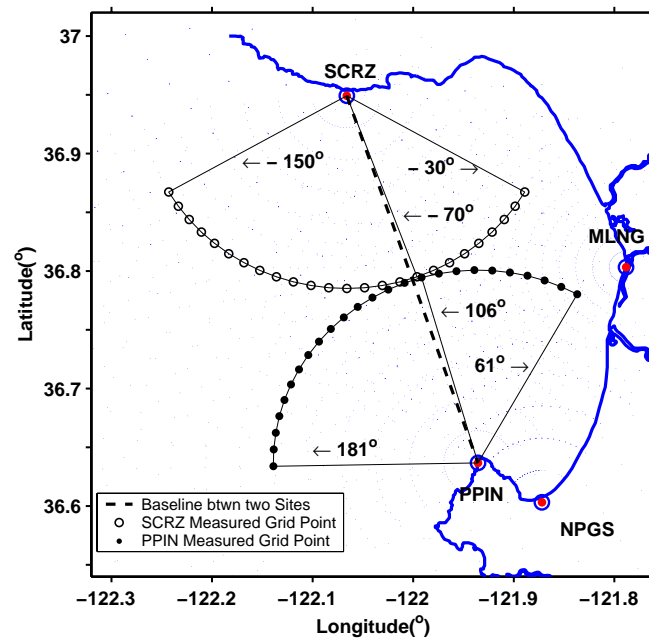 37
SCRZ
36.9
← − 150°
− 30° →
← − 70°
MLNG
36.8
← 106°
61° →
36.7
← 181°
36.6
PPIN
NPGS
Baseline btwn two Sites
SCRZ Measured Grid Point
PPIN Measured Grid Point
Latitude(°)
−122.3 −122.2 −122.1 −122 −121.9 −121.8
Longitude(°)